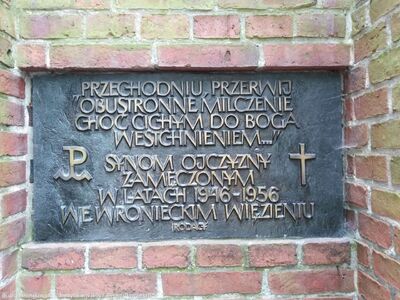 PRZECHODNIU, PRZERWIJ
"OBUSTRONNE MILCZENIE
CHOĆ CICHYM DO BOGA
WESTCHNIENIEM..."
SYNOM OJCZYZNY
ZAMĘCZONYM
W LATACH 1946-1956
WE WRONIECKIM WIĘZIENIU
RODACY